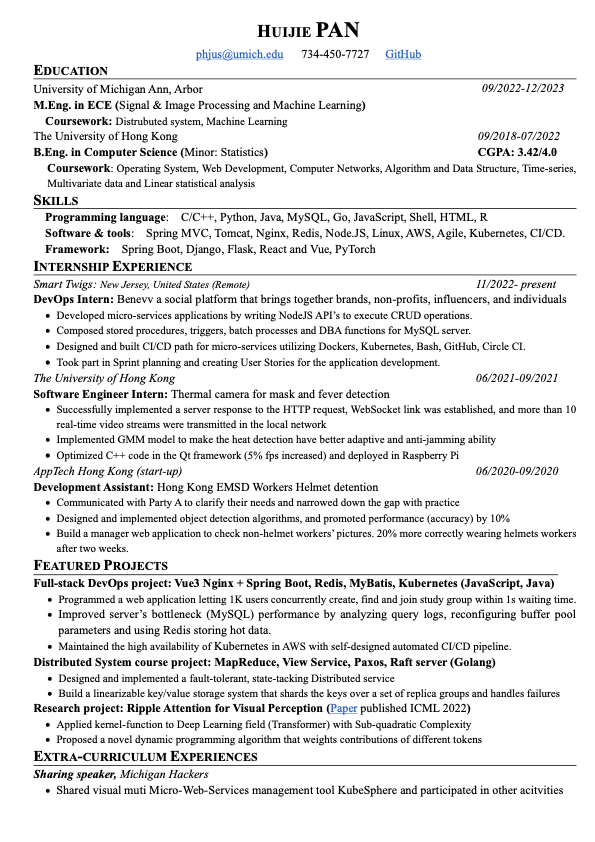 HUIJIE PAN
phjus@umich.edu 734-450-7727 GitHub
EDUCATION
University of Michigan Ann, Arbor 09/2022-12/2023
M.Eng. in ECE (Signal & Image Processing and Machine Learning)
Coursework: Distrubuted system, Machine Learning
The University of Hong Kong 09/2018-07/2022
B.Eng. in Computer Science (Minor: Statistics) CGPA: 3.42/4.0
Coursework: Operating System, Web Development, Computer Networks, Algorithm and Data Structure, Time-series,
Multivariate data and Linear statistical analysis
SKILLS
Programming language: C/C++, Python, Java, MySQL, Go, JavaScript, Shell, HTML, R
Software & tools: Spring MVC, Tomcat, Nginx, Redis, Node.JS, Linux, AWS, Agile, Kubernetes, CI/CD.
Framework: Spring Boot, Django, Flask, React and Vue, PyTorch
INTERNSHIP EXPERIENCE
Smart Twigs: New Jersey, United States (Remote) 11/2022- present
DevOps Intern: Benevv a social platform that brings together brands, non-profits, influencers, and individuals
• Developed micro-services applications by writing NodeJS API's to execute CRUD operations.
• Composed stored procedures, triggers, batch processes and DBA functions for MySQL server.
• Designed and built CI/CD path for micro-services utilizing Dockers, Kubernetes, Bash, GitHub, Circle CI.
• Took part in Sprint planning and creating User Stories for the application development.
The University of Hong Kong 06/2021-09/2021
Software Engineer Intern: Thermal camera for mask and fever detection
• Successfully implemented a server response to the HTTP request, WebSocket link was established, and more than 10
real-time video streams were transmitted in the local network
• Implemented GMM model to make the heat detection have better adaptive and anti-jamming ability
• Optimized C++ code in the Qt framework (5% fps increased) and deployed in Raspberry Pi
AppTech Hong Kong (start-up) 06/2020-09/2020
Development Assistant: Hong Kong EMSD Workers Helmet detention
• Communicated with Party A to clarify their needs and narrowed down the gap with practice
• Designed and implemented object detection algorithms, and promoted performance (accuracy) by 10%
• Build a manager web application to check non-helmet workers' pictures. 20% more correctly wearing helmets workers
after two weeks.
FEATURED PROJECTS
Full-stack DevOps project: Vue3 Nginx + Spring Boot, Redis, MyBatis, Kubernetes (JavaScript, Java)
• Programmed a web application letting 1K users concurrently create, find and join study group within 1s waiting time.
• Improved server's bottleneck (MySQL) performance by analyzing query logs, reconfiguring buffer pool
parameters and using Redis storing hot data.
• Maintained the high availability of Kubernetes in AWS with self-designed automated CI/CD pipeline.
Distributed System course project: MapReduce, View Service, Paxos, Raft server (Golang)
• Designed and implemented a fault-tolerant, state-tacking Distributed service
• Build a linearizable key/value storage system that shards the keys over a set of replica groups and handles failures
Research project: Ripple Attention for Visual Perception (Paper published ICML 2022)
• Applied kernel-function to Deep Learning field (Transformer) with Sub-quadratic Complexity
• Proposed a novel dynamic programming algorithm that weights contributions of different tokens
EXTRA-CURRICULUM EXPERIENCES
Sharing speaker, Michigan Hackers
• Shared visual muti Micro-Web-Services management tool KubeSphere and participated in other acitvities